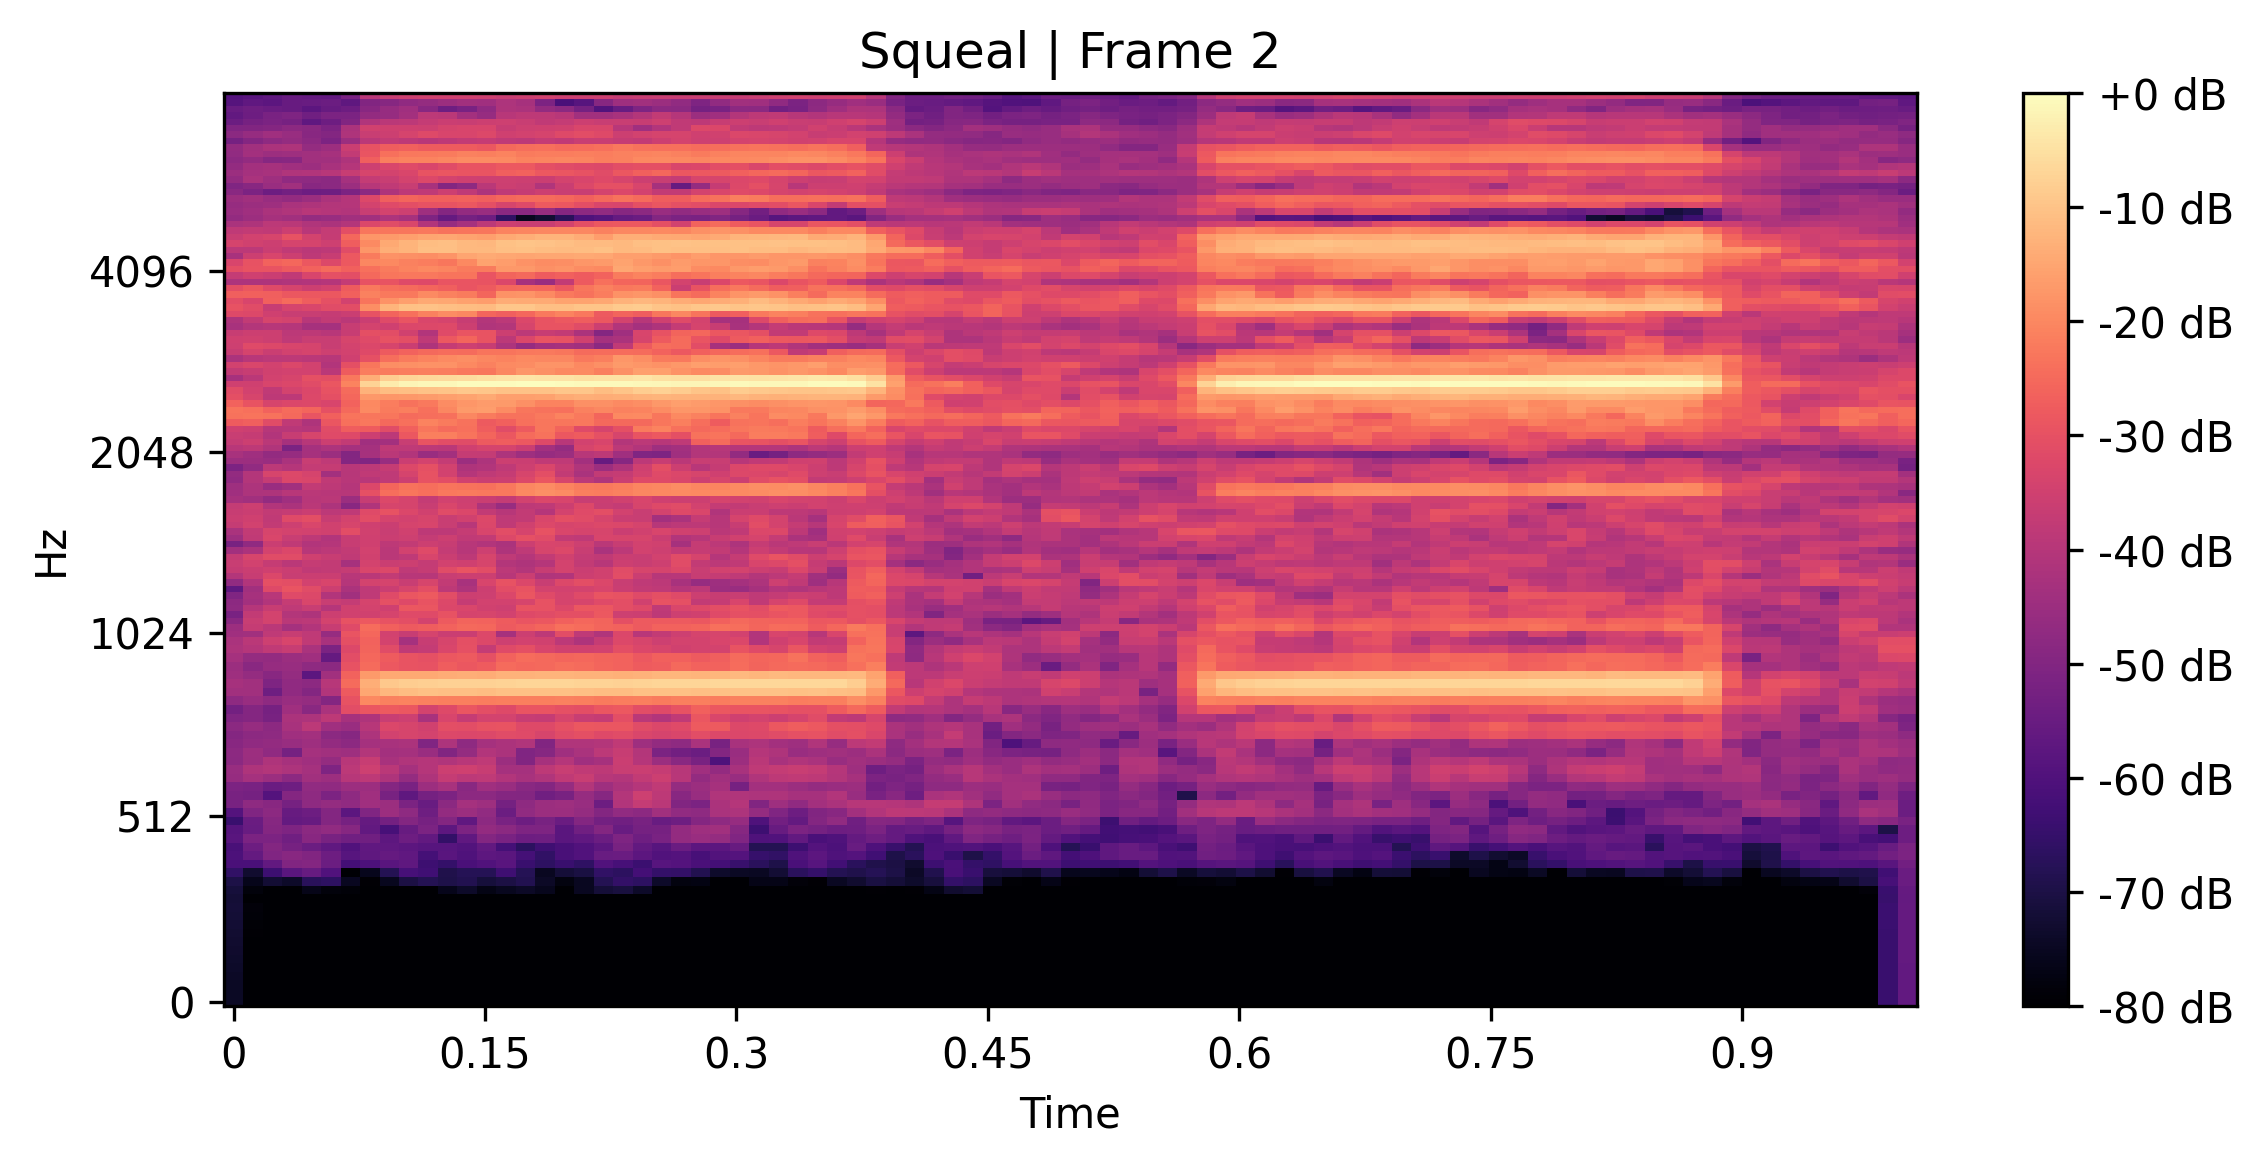 Squeal | Frame 2
+0 dB
-10 dB
-20 dB
-30 dB
-40 dB
-50 dB
-60 dB
-70 dB
-80 dB
Hz
4096
2048
1024
512
0
0 0.15 0.3 0.45 0.6 0.75 0.9
Time